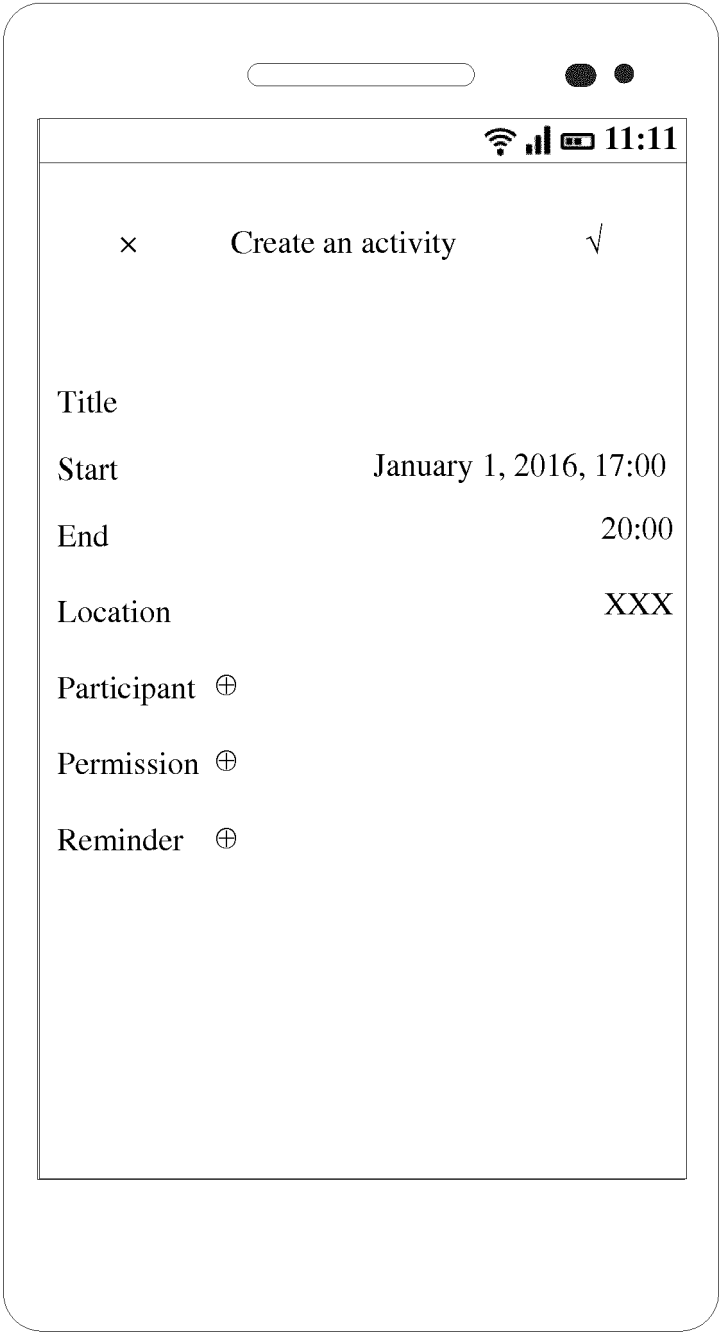 11:11
× Create an activity √
Title
Start January 1, 2016, 17:00
End 20:00
Location XXX
Participant ⊕
Permission ⊕
Reminder ⊕